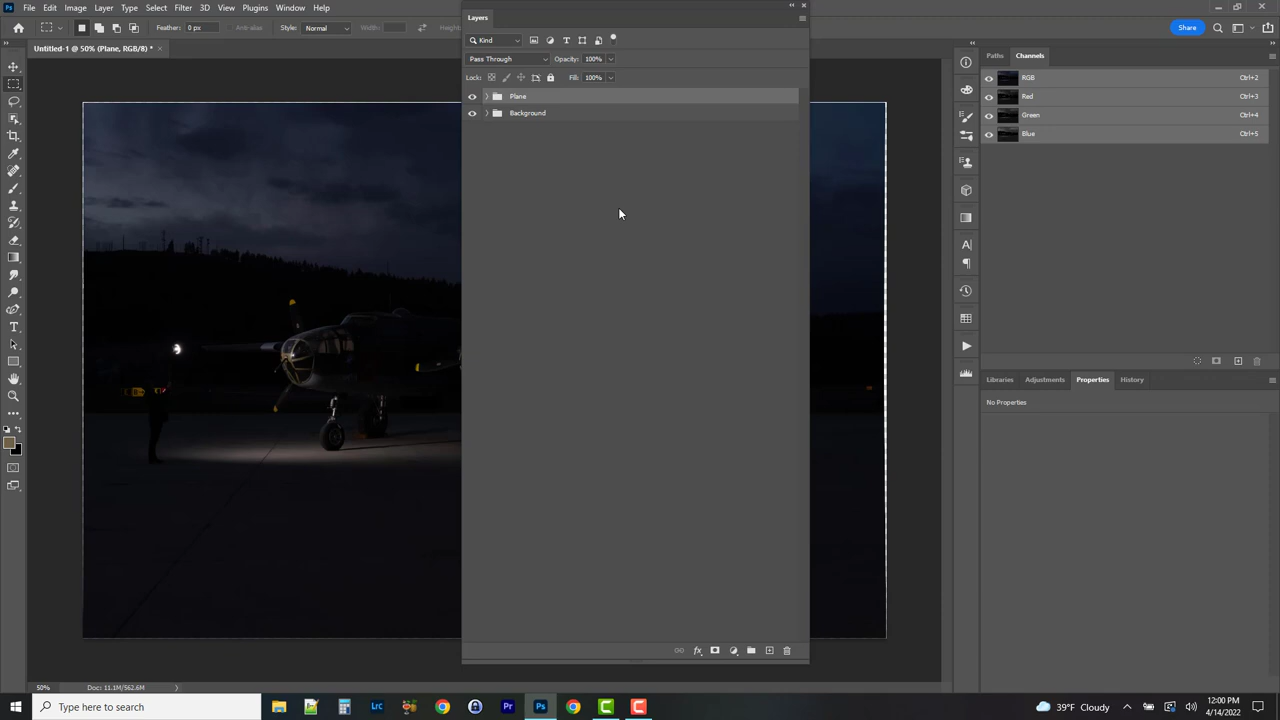 Ps File Edit Image Layer Type Select Filter 3D View Plugins Window Help
Feather: 0 px Anti-alias Style: Normal Width: Height:
Share
Untitled-1 @ 50% (Plane, RGB/8) *
Layers
Kind
Pass Through Opacity: 100%
Lock: Fill: 100%
Plane
Background
Paths Channels
RGB Ctrl+2
Red Ctrl+3
Green Ctrl+4
Blue Ctrl+5
Libraries Adjustments Properties History
No Properties
50% Doc: 11.1M/562.6M
Type here to search
Lrc Pr Ps
39°F Cloudy
12:00 PM
4/14/2022